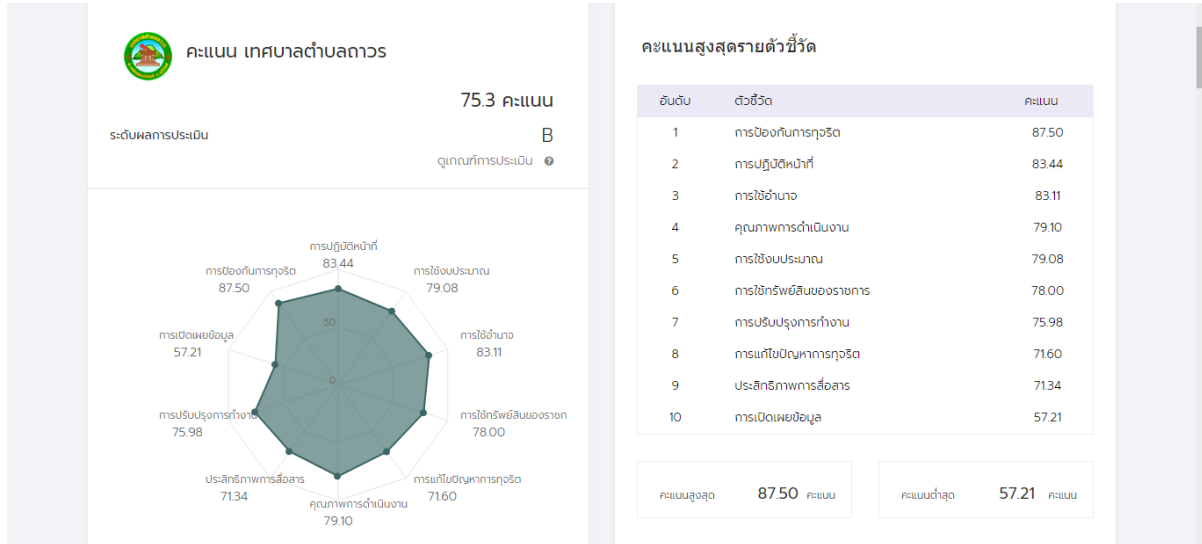 คะแนน เทศบาลตำบลถาวร
75.3 คะแนน
ระดับผลการประเมิน B
ดูเกณฑ์การประเมิน
การปฏิบัติหน้าที่
83.44
การป้องกันการทุจริต
87.50
การใช้งบประมาณ
79.08
การเปิดเผยข้อมูล
57.21
การใช้อำนาจ
83.11
50
0
การปรับปรุงการทำงาน
75.98
การใช้ทรัพย์สินของราชก
78.00
ประสิทธิภาพการสื่อสาร
71.34
การแก้ไขปัญหาการทุจริต
71.60
คุณภาพการดำเนินงาน
79.10
คะแนนสูงสุดรายตัวชี้วัด
อันดับ ตัวชี้วัด คะแนน
1 การป้องกันการทุจริต 87.50
2 การปฏิบัติหน้าที่ 83.44
3 การใช้อำนาจ 83.11
4 คุณภาพการดำเนินงาน 79.10
5 การใช้งบประมาณ 79.08
6 การใช้ทรัพย์สินของราชการ 78.00
7 การปรับปรุงการทำงาน 75.98
8 การแก้ไขปัญหาการทุจริต 71.60
9 ประสิทธิภาพการสื่อสาร 71.34
10 การเปิดเผยข้อมูล 57.21
คะแนนสูงสุด 87.50 คะแนน
คะแนนต่ำสุด 57.21 คะแนน